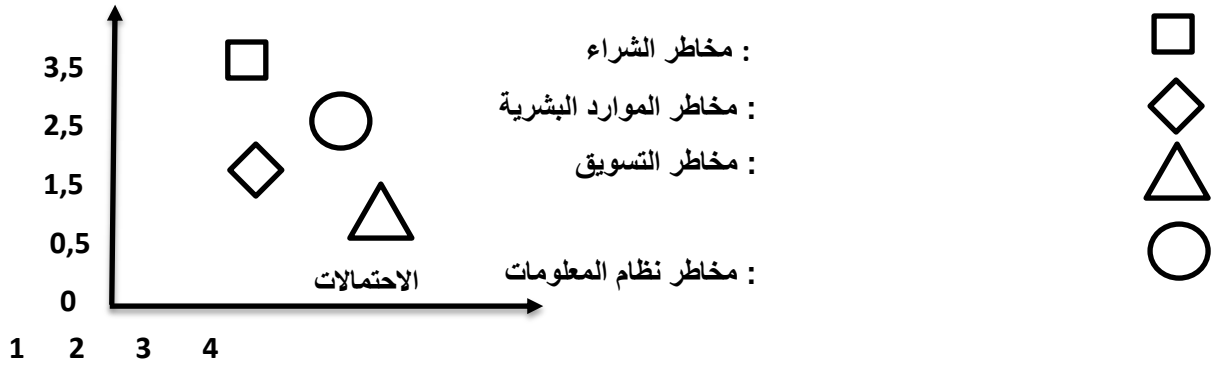 3,5
2,5
1,5
0,5
0
1 2 3 4
الاحتمالات
: مخاطر الشراء
: مخاطر الموارد البشرية
: مخاطر التسويق
: مخاطر نظام المعلومات